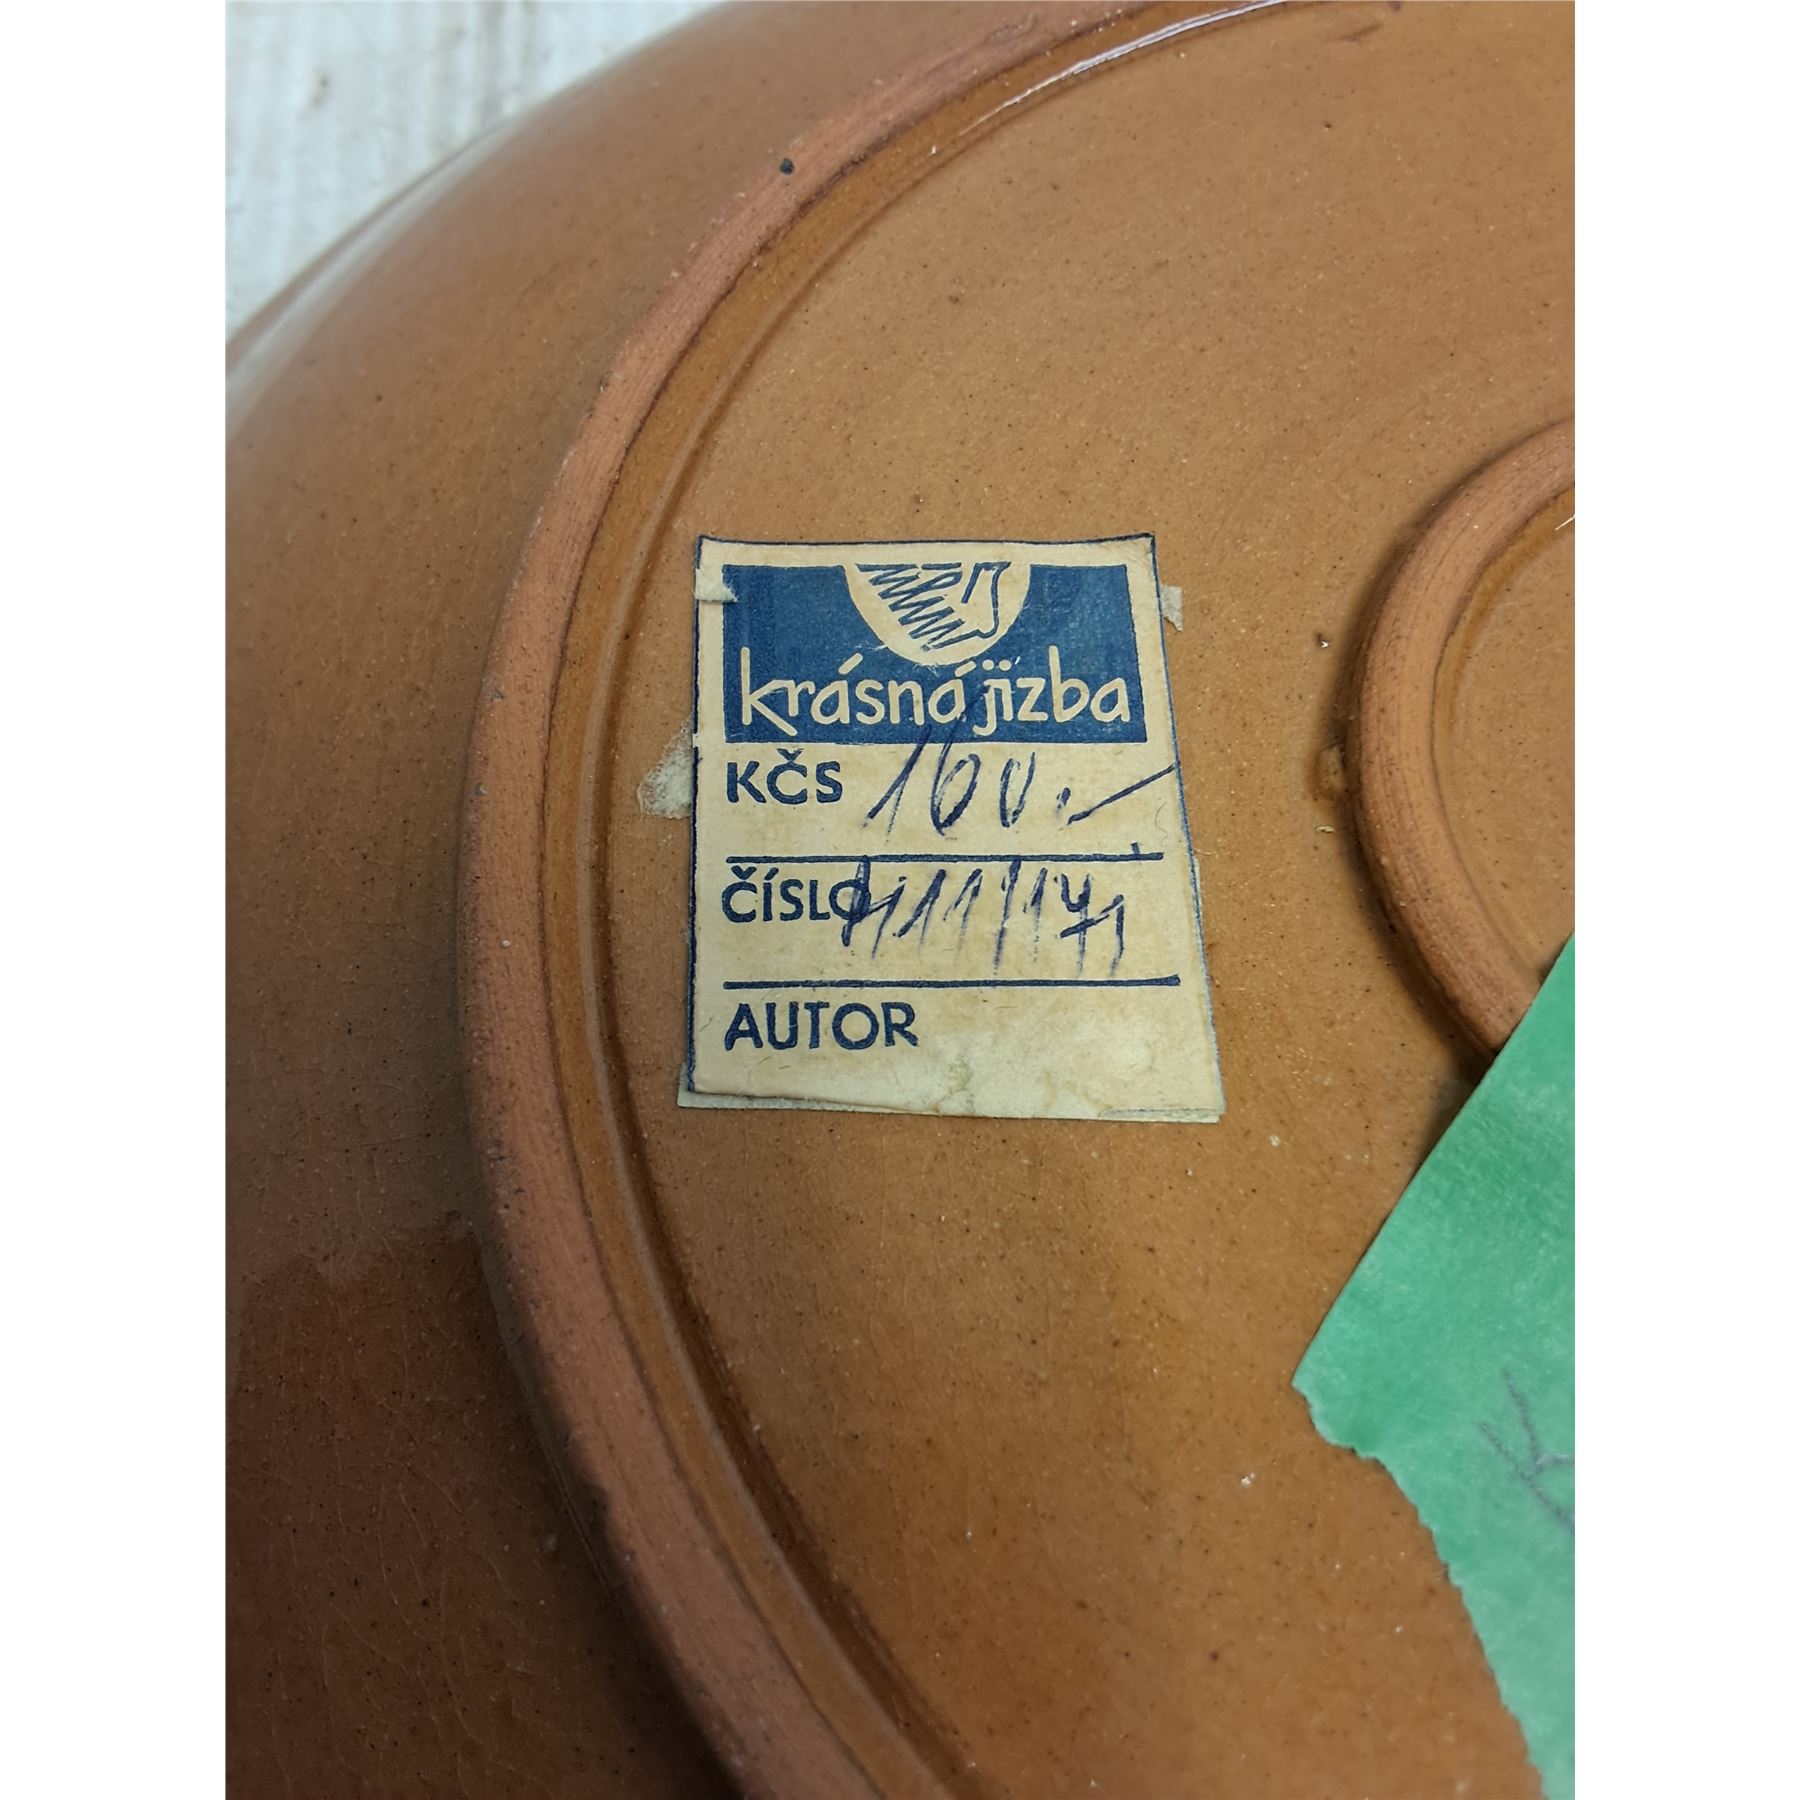 krásná jizba
KČS 160.-
ČÍSLO
AUTOR
K